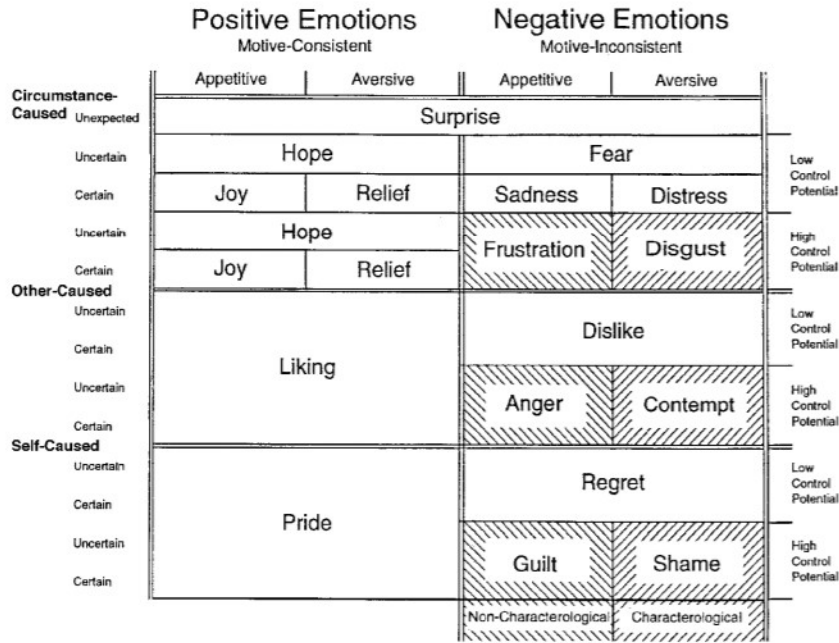 Positive Emotions Negative Emotions
Motive-Consistent Motive-Inconsistent
Appetitive Aversive Appetitive Aversive
Circumstance-
Caused Unexpected Surprise
Uncertain Hope Fear Low
Control
Potential
Certain Joy Relief Sadness Distress
Uncertain Hope Frustration Disgust High
Control
Potential
Certain Joy Relief
Other-Caused
Uncertain Dislike Low
Control
Potential
Certain
Liking
Uncertain Anger Contempt High
Control
Potential
Certain
Self-Caused
Uncertain Regret Low
Control
Potential
Certain
Pride
Uncertain Guilt Shame High
Control
Potential
Certain
Non-Characterological Characterological